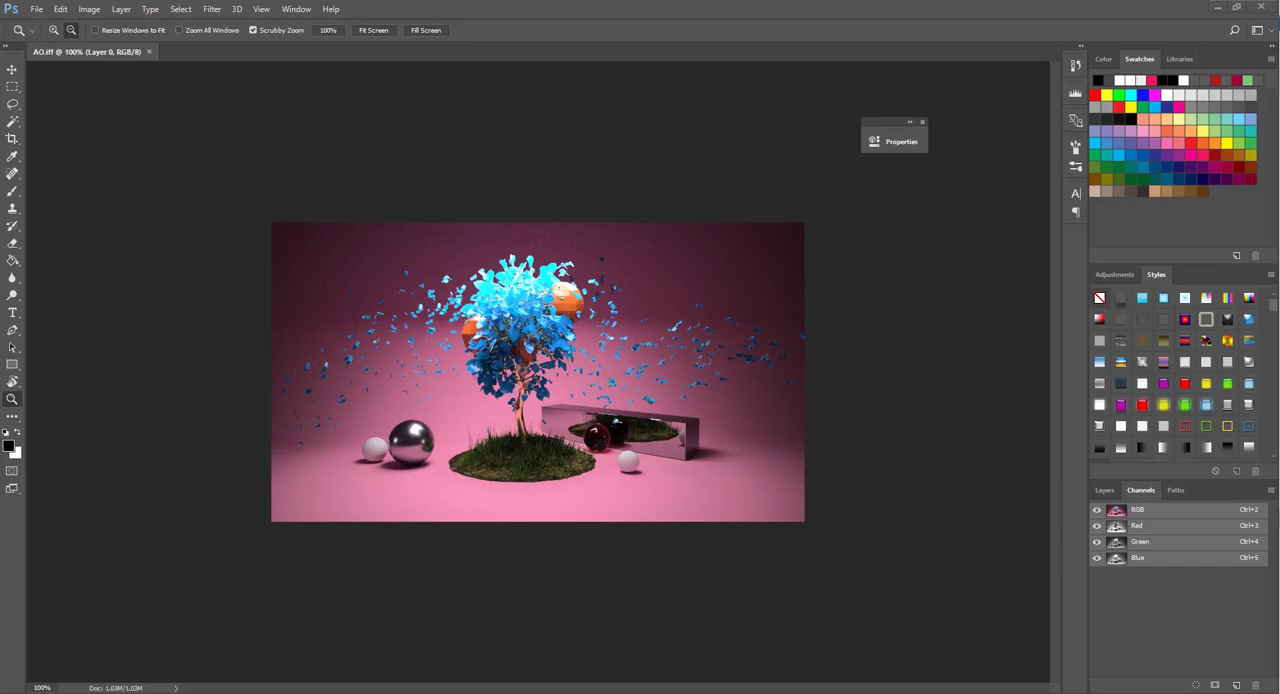 Ps File Edit Image Layer Type Select Filter 3D View Window Help
Resize Windows to Fit All Windows Scrubby Zoom 100% Fit Screen Fill Screen
AO.iff @ 100% (Layer 0, RGB/8) ×
Color Swatches Libraries
Properties
Adjustments Styles
Layers Channels Paths
RGB Ctrl+2
Red Ctrl+3
Green Ctrl+4
Blue Ctrl+5
100% Doc: 1.03M/1.03M